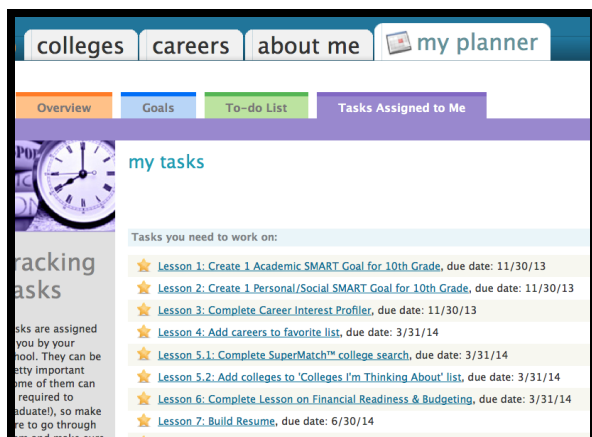 colleges careers about me my planner
Overview Goals To-do List Tasks Assigned to Me
my tasks
Tasks you need to work on:
Lesson 1: Create 1 Academic SMART Goal for 10th Grade, due date: 11/30/13
Lesson 2: Create 1 Personal/Social SMART Goal for 10th Grade, due date: 11/30/13
Lesson 3: Complete Career Interest Profiler, due date: 11/30/13
Lesson 4: Add careers to favorite list, due date: 3/31/14
Lesson 5.1: Complete SuperMatch™ college search, due date: 3/31/14
Lesson 5.2: Add colleges to 'Colleges I'm Thinking About' list, due date: 3/31/14
Lesson 6: Complete Lesson on Financial Readiness & Budgeting, due date: 3/31/14
Lesson 7: Build Resume, due date: 6/30/14
racking
asks
sks are assigned
you by your
hool. They can be
etty important
ome of them can
required to
aduate!), so make
re to go through